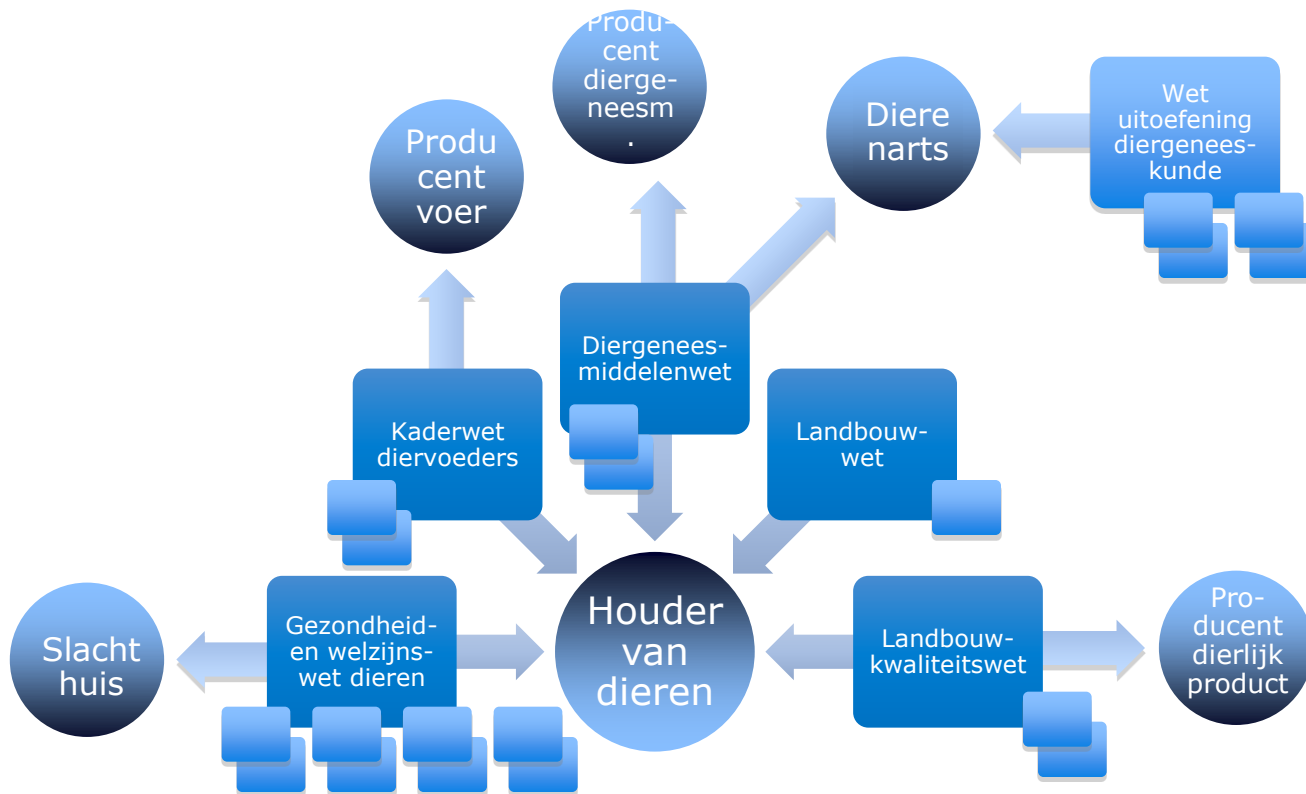 Produ-
cent
dierge-
neesm
.
Produ
cent
voer
Diere
narts
Wet
uitoefening
diergenees-
kunde
Diergenees-
middelenwet
Kaderwet
diervoeders
Landbouw-
wet
Slacht
huis
Gezondheid-
en welzijns-
wet dieren
Houder
van
dieren
Landbouw-
kwaliteitswet
Pro-
ducent
dierlijk
product